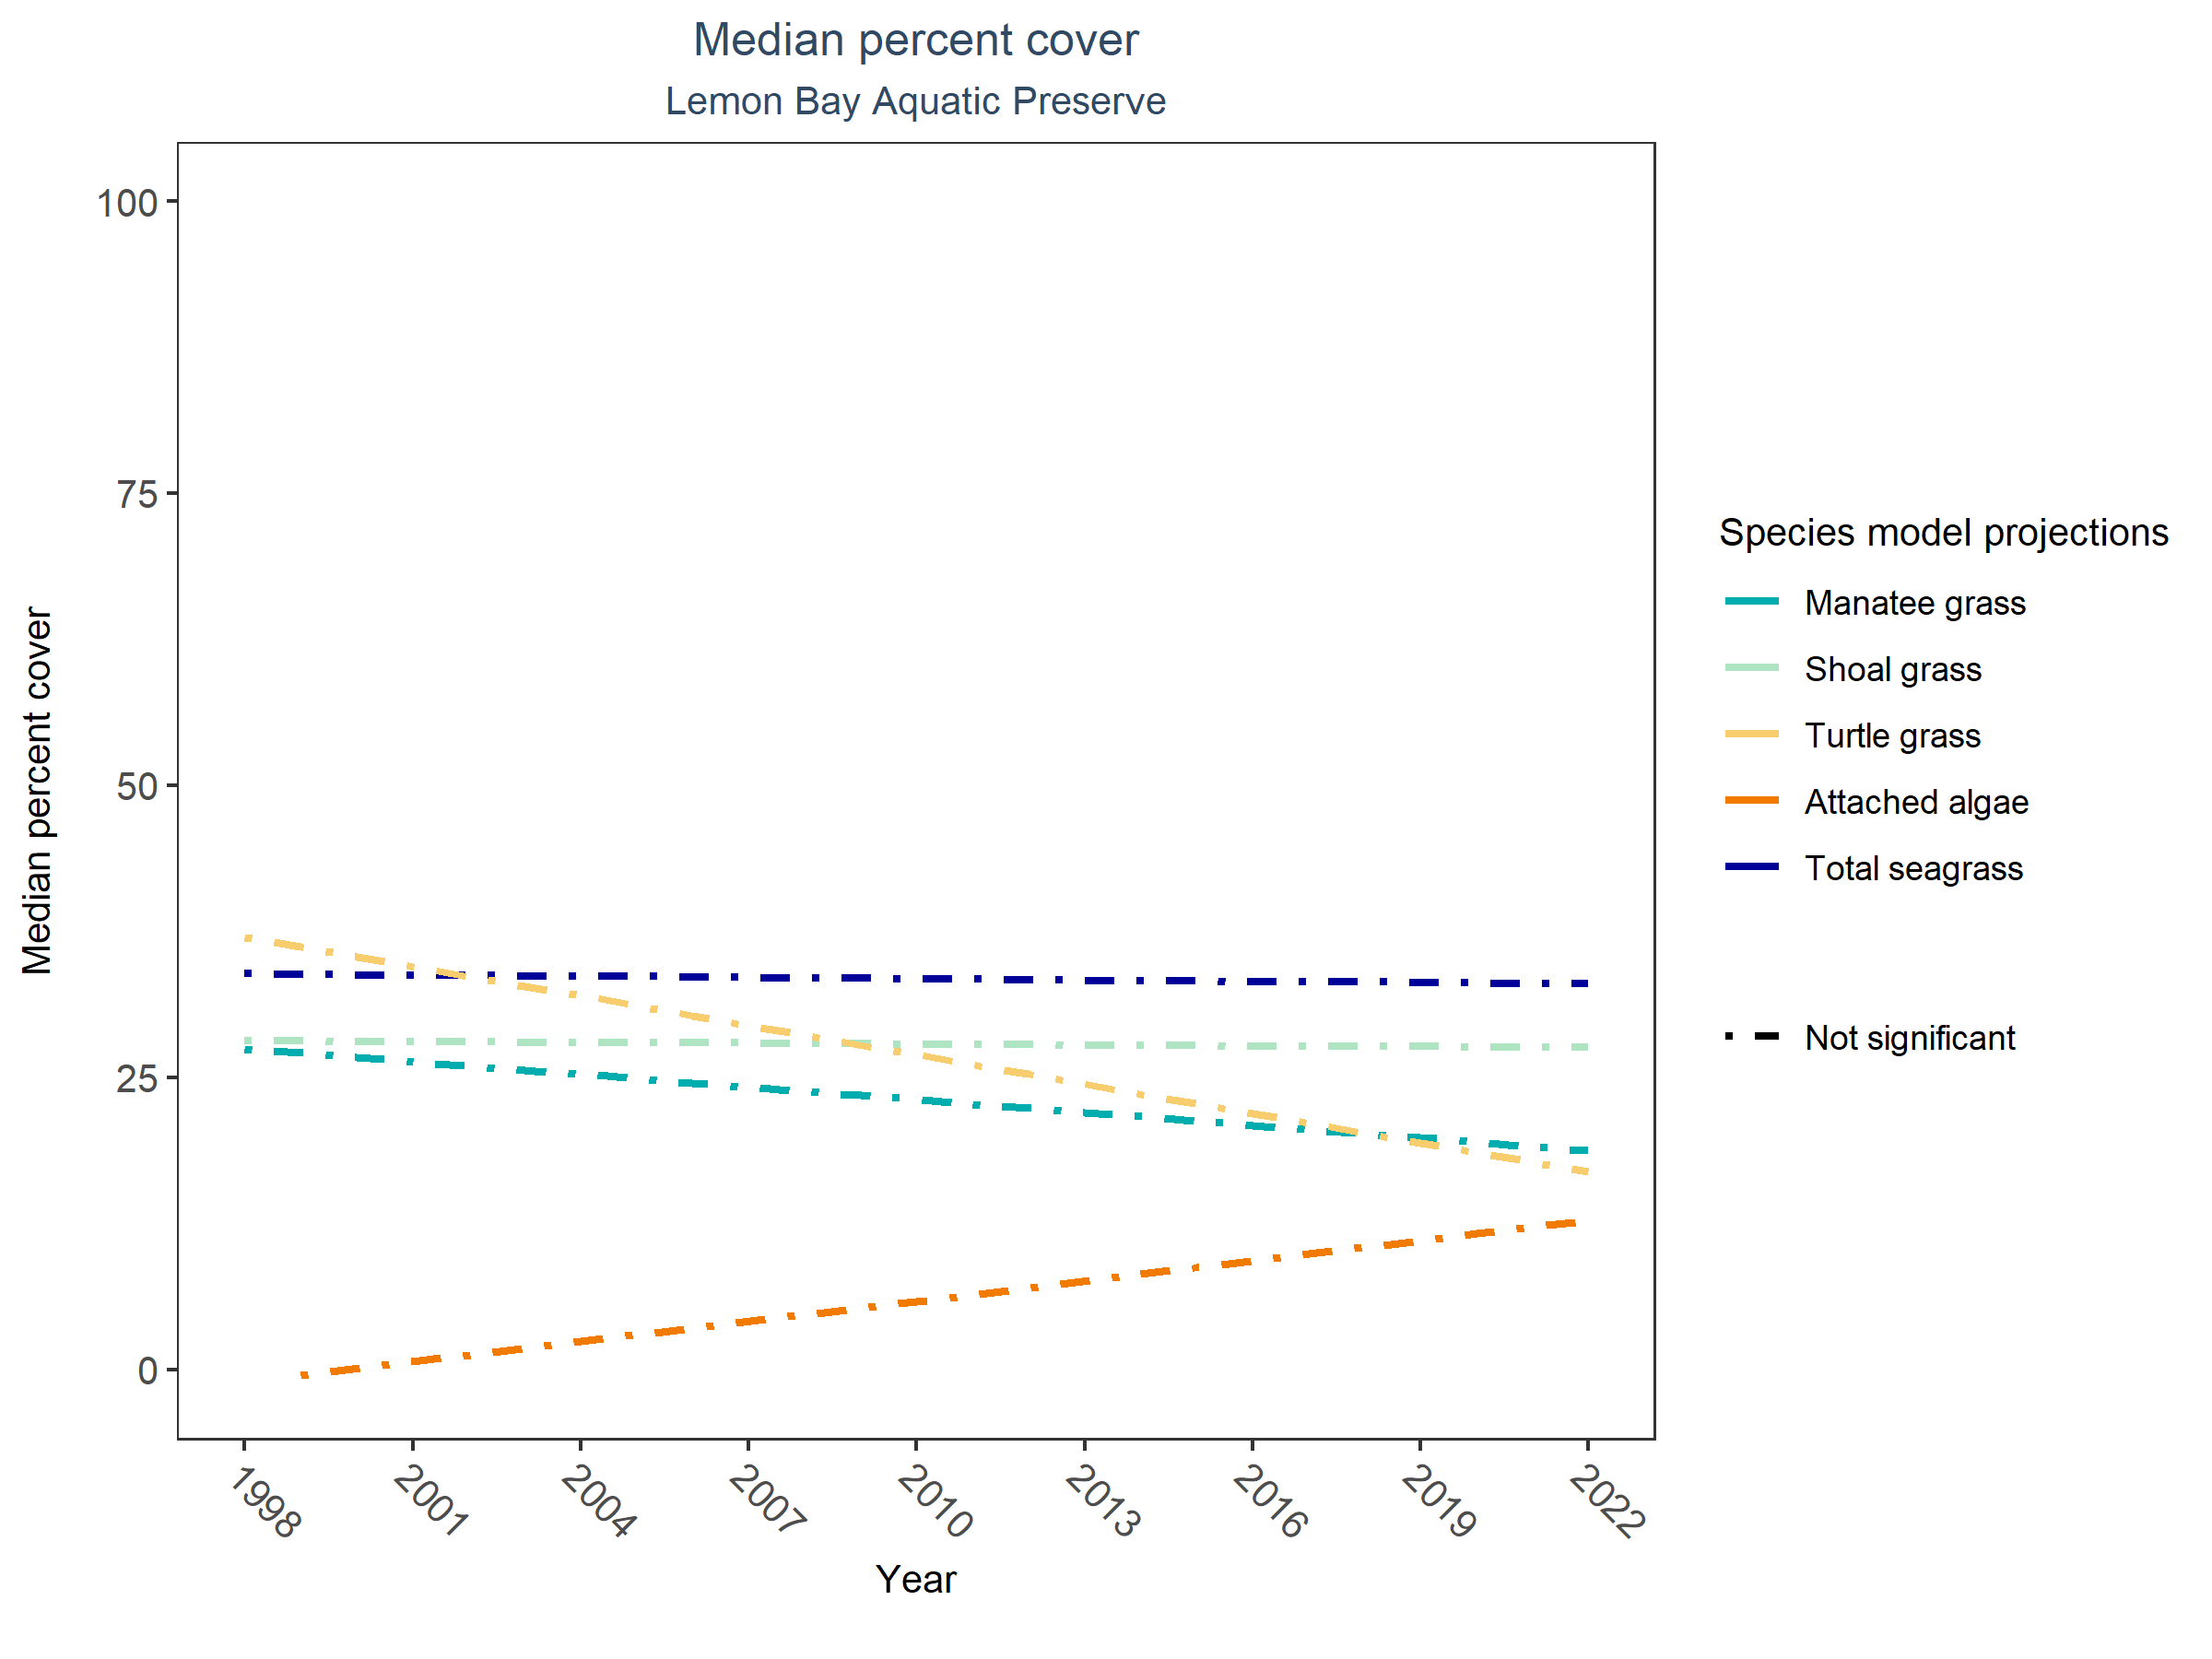 Median percent cover
Lemon Bay Aquatic Preserve
Median percent cover
100
75
50
25
0
1998
2001
2004
2007
2010
2013
2016
2019
2022
Year
Species model projections
Manatee grass
Shoal grass
Turtle grass
Attached algae
Total seagrass
Not significant